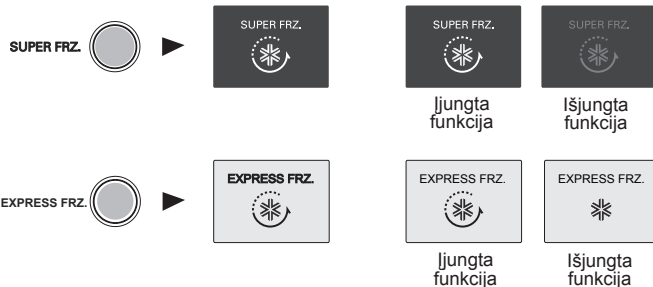 SUPER FRZ.
SUPER FRZ.
SUPER FRZ.
SUPER FRZ.
Įjungta
funkcija
Išjungta
funkcija
EXPRESS FRZ.
EXPRESS FRZ.
EXPRESS FRZ.
EXPRESS FRZ.
Įjungta
funkcija
Išjungta
funkcija